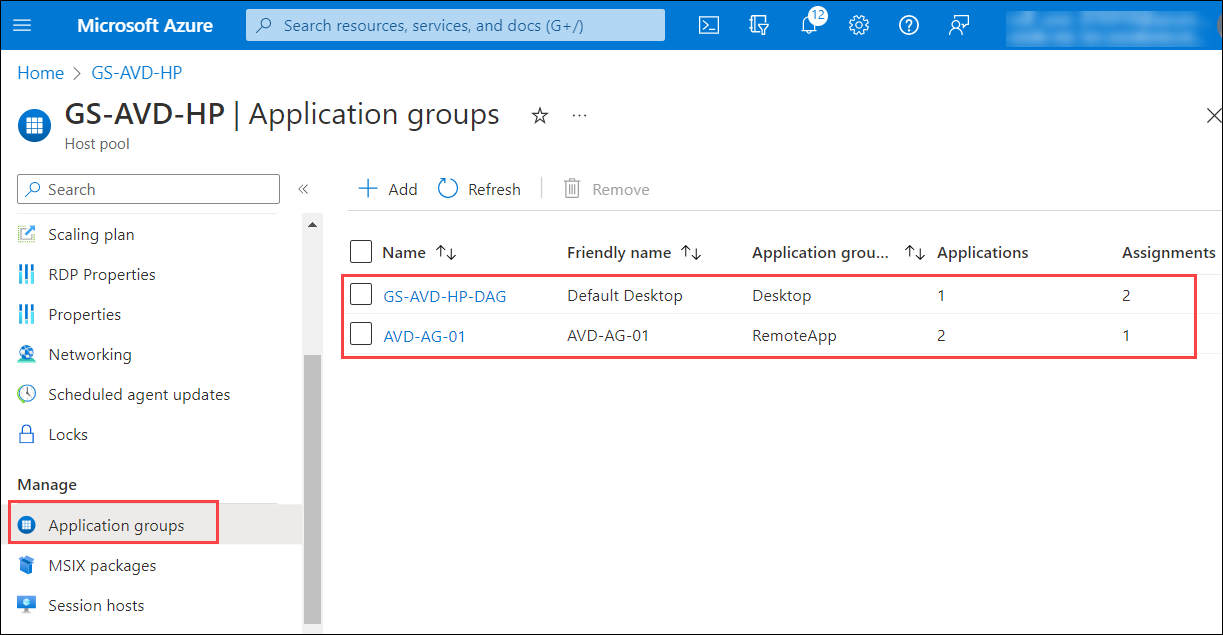 Microsoft Azure
Search resources, services, and docs (G+/)
12
Home > GS-AVD-HP
GS-AVD-HP | Application groups
Host pool
Search
Add
Refresh
Remove
Scaling plan
RDP Properties
Properties
Networking
Scheduled agent updates
Locks
Manage
Application groups
MSIX packages
Session hosts
Name Friendly name Application grou... Applications Assignments
GS-AVD-HP-DAG Default Desktop Desktop 1 2
AVD-AG-01 AVD-AG-01 RemoteApp 2 1